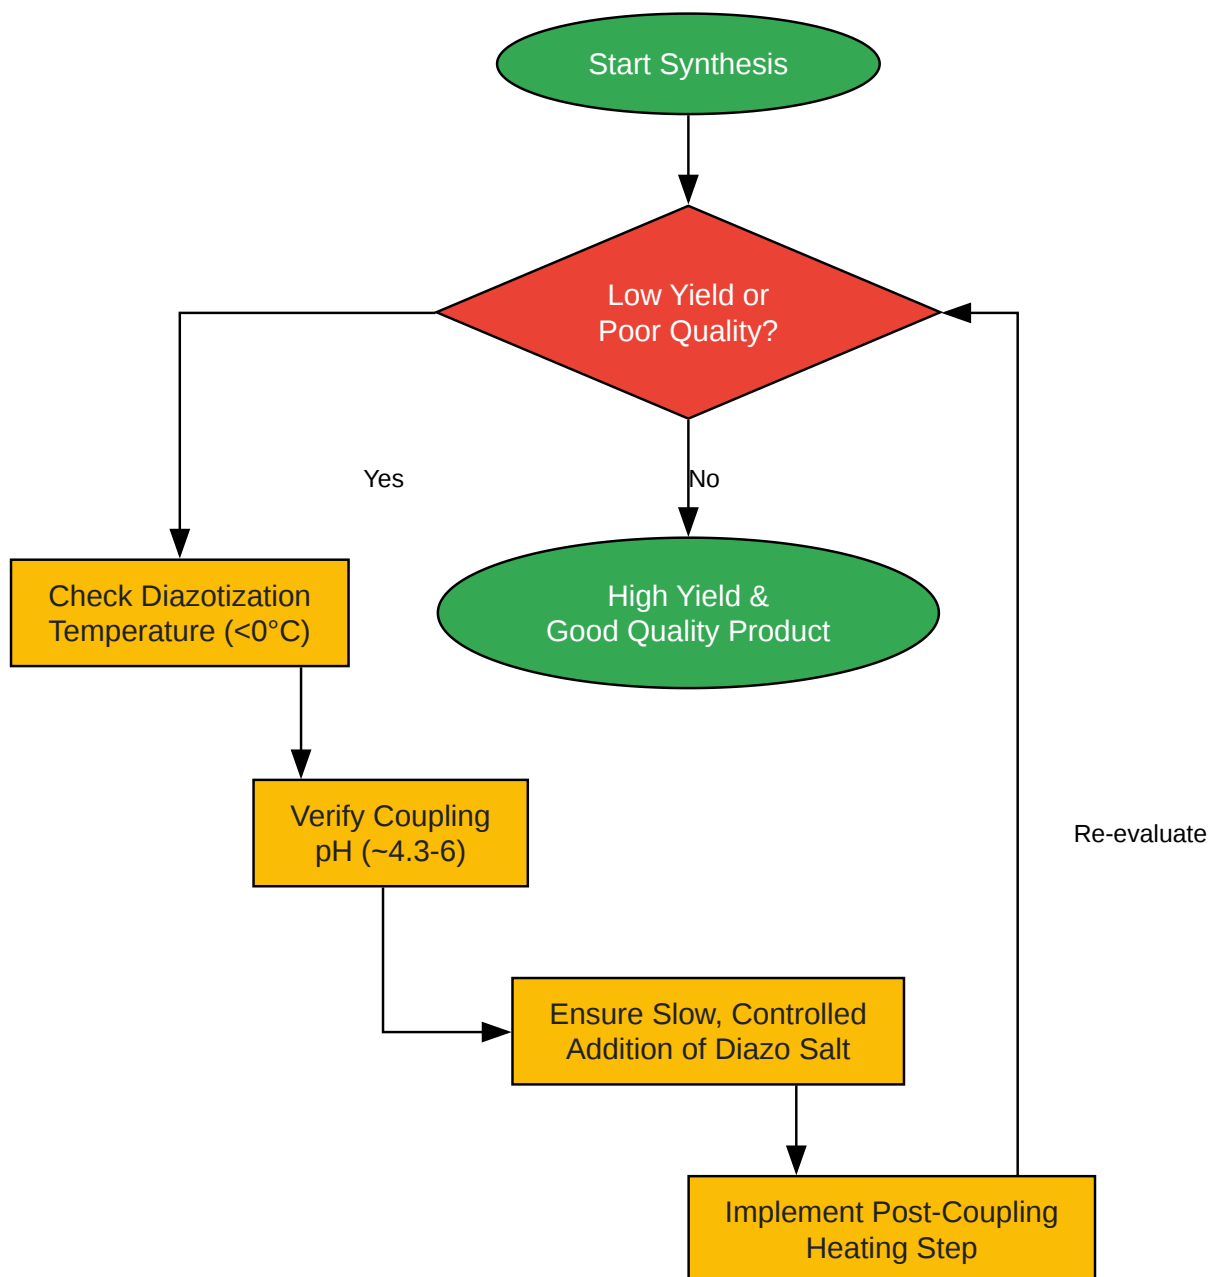 Start Synthesis
Low Yield or
Poor Quality?
Yes
No
Check Diazotization
Temperature (<0°C)
High Yield &
Good Quality Product
Verify Coupling
pH (~4.3-6)
Re-evaluate
Ensure Slow, Controlled
Addition of Diazo Salt
Implement Post-Coupling
Heating Step